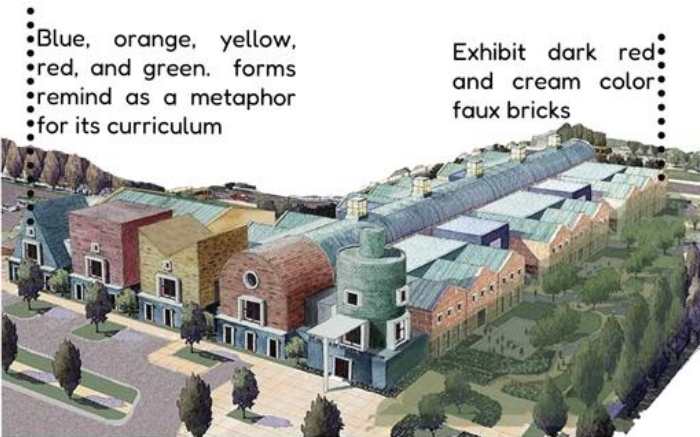 Blue, orange, yellow,
red, and green. forms
remind as a metaphor
for its curriculum
Exhibit dark red
and cream color
faux bricks